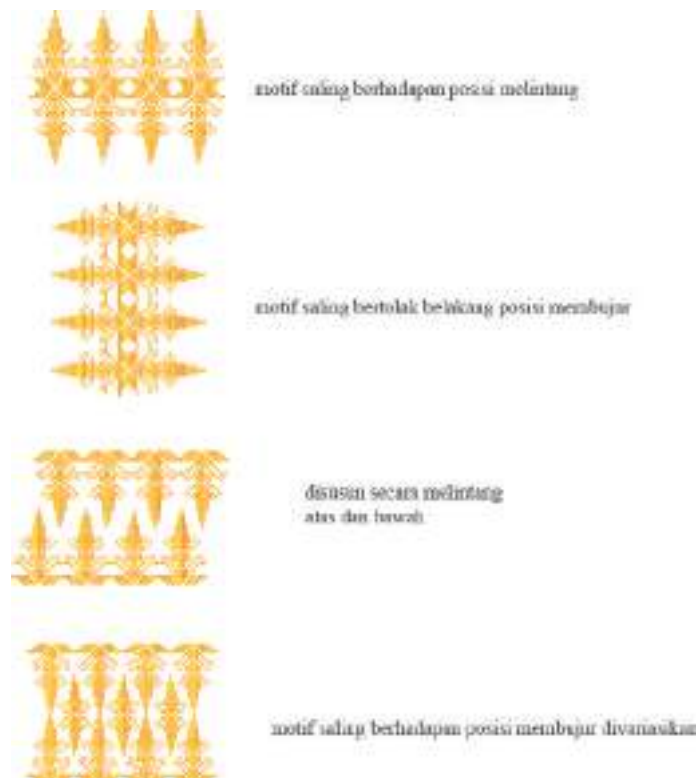 motif saling berhadapan posisi melintang
motif saling bertolak belakang posisi membujur
disusun secara melintang
atas dan bawah
motif saling berhadapan posisi membujur divariasikan